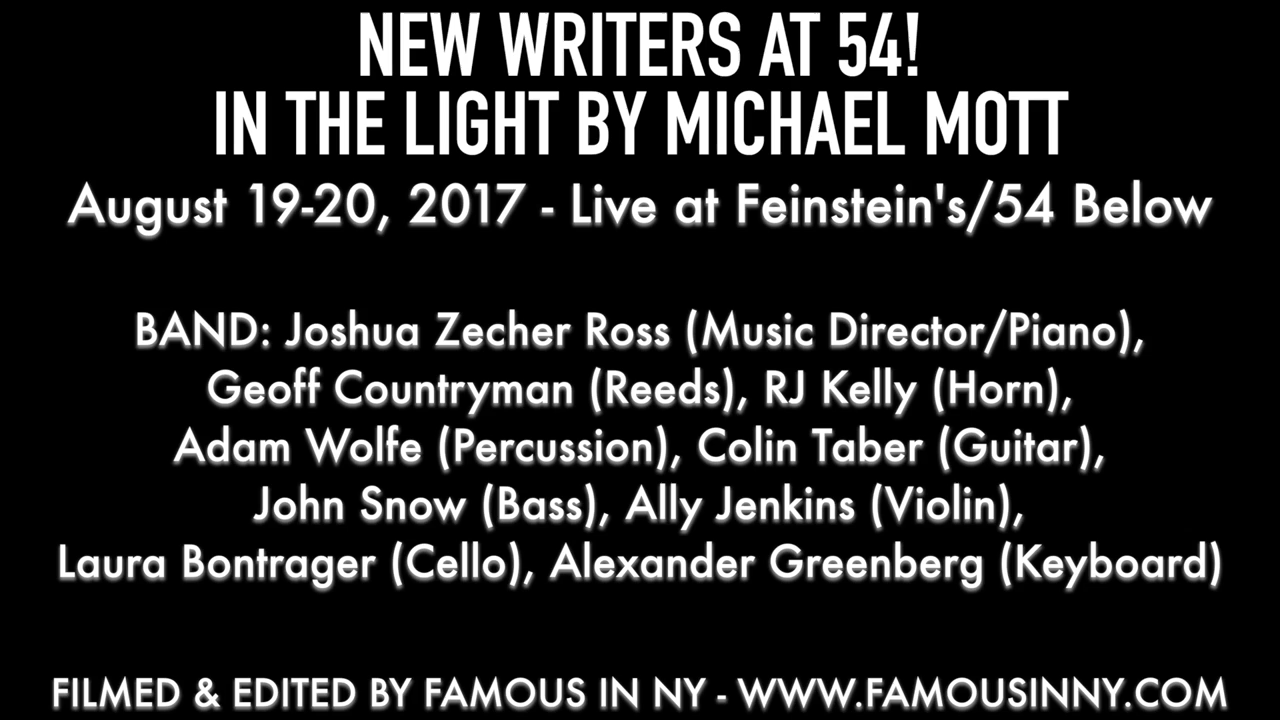 NEW WRITERS AT 54!
IN THE LIGHT BY MICHAEL MOTT
August 19-20, 2017 - Live at Feinstein's/54 Below
BAND: Joshua Zecher Ross (Music Director/Piano),
Geoff Countryman (Reeds), RJ Kelly (Horn),
Adam Wolfe (Percussion), Colin Taber (Guitar),
John Snow (Bass), Ally Jenkins (Violin),
Laura Bontrager (Cello), Alexander Greenberg (Keyboard)
FILMED & EDITED BY FAMOUS IN NY - WWW.FAMOUSINNY.COM